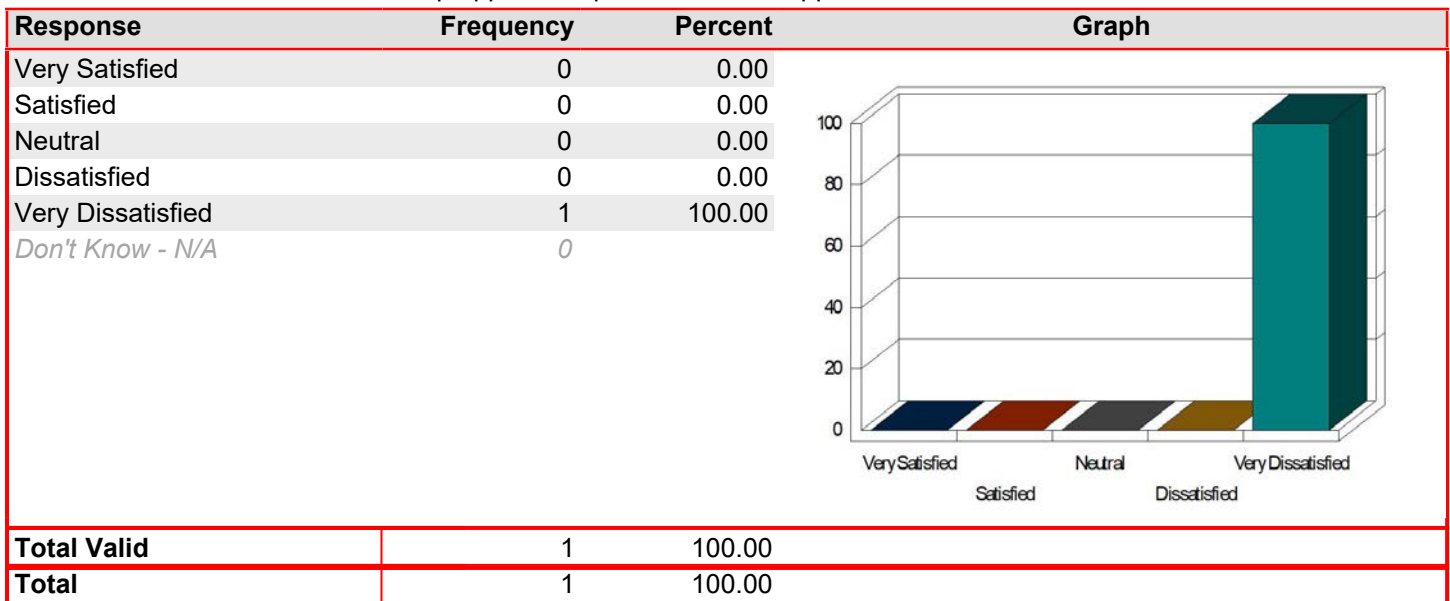 Response Frequency Percent Graph
Very Satisfied 0 0.00
Satisfied 0 0.00
Neutral 0 0.00
Dissatisfied 0 0.00
Very Dissatisfied 1 100.00
Don't Know - N/A 0
100
80
60
40
20
0
Very Satisfied Neutral Very Dissatisfied
Satisfied Dissatisfied
Total Valid 1 100.00
Total 1 100.00